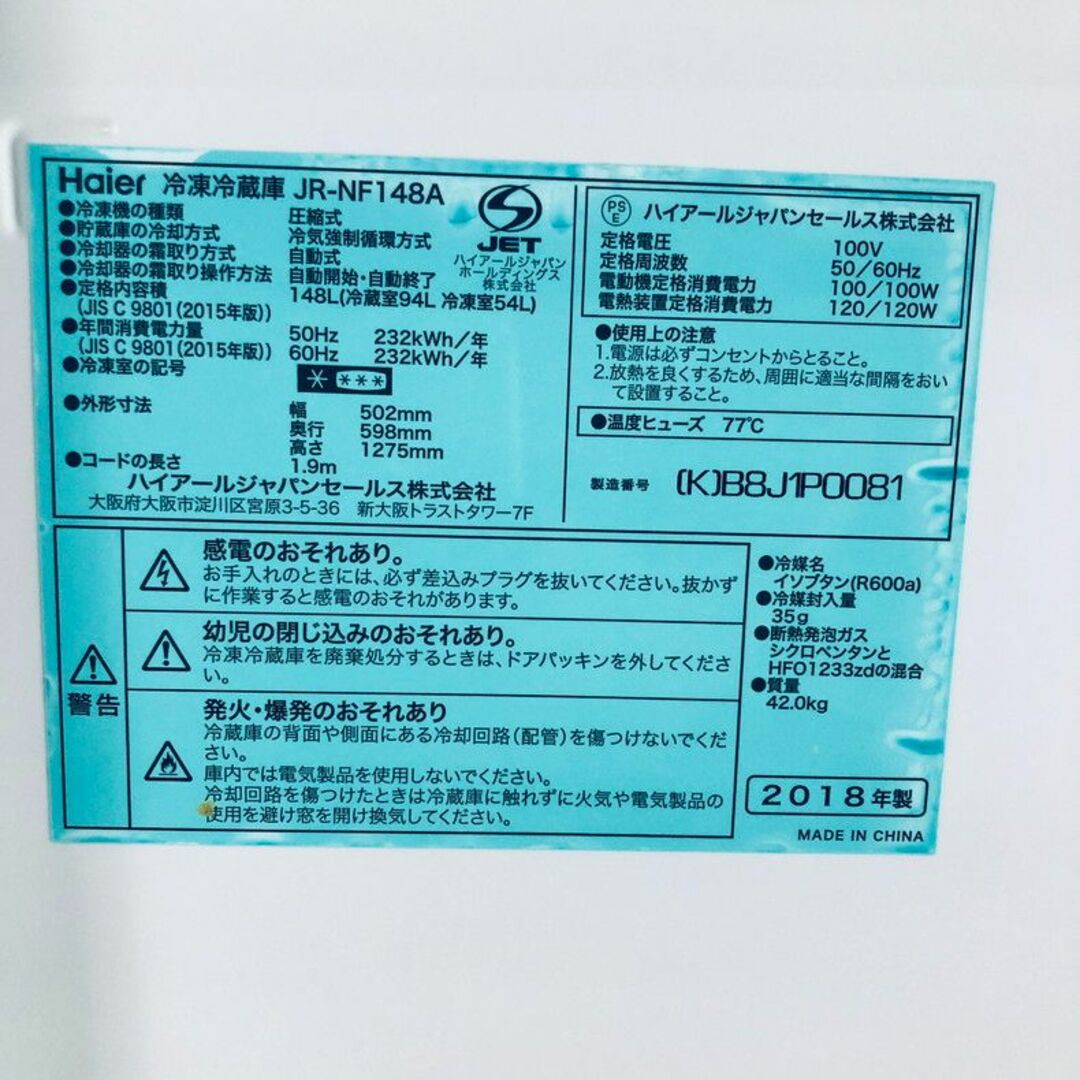 Haier 冷凍冷蔵庫 JR-NF148A
●冷凍機の種類 圧縮式
●貯蔵庫の冷却方式 冷気強制循環方式
●冷却器の霜取り方式 自動式
●冷却器の霜取り操作方法 自動開始・自動終了
●定格内容積 148L(冷蔵室94L 冷凍室54L)
(JIS C 9801(2015年版))
●年間消費電力量 50Hz 232kWh/年
(JIS C 9801(2015年版)) 60Hz 232kWh/年
●冷凍室の記号 * ***
●外形寸法 幅 502mm
奥行 598mm
高さ 1275mm
●コードの長さ 1.9m
ハイアールジャパンセールス株式会社
大阪府大阪市淀川区宮原3-5-36 新大阪トラストタワー7F
JET
ハイアールジャパン
ホールディングス
株式会社
PSE ハイアールジャパンセールス株式会社
定格電圧 100V
定格周波数 50/60Hz
電動機定格消費電力 100/100W
電熱装置定格消費電力 120/120W
●使用上の注意
1.電源は必ずコンセントからとること。
2.放熱を良くするため、周囲に適当な間隔をおい
て設置すること。
●温度ヒューズ 77℃
製造番号 (K)B8J1P0081
警告
感電のおそれあり。
お手入れのときには、必ず差込みプラグを抜いてください。抜かず
に作業すると感電のおそれがあります。
幼児の閉じ込めのおそれあり。
冷凍冷蔵庫を廃棄処分するときは、ドアパッキンを外してくださ
い。
発火・爆発のおそれあり
冷蔵庫の背面や側面にある冷却回路(配管)を傷つけないでくだ
さい。
庫内では電気製品を使用しないでください。
冷却回路を傷つけたときは冷蔵庫に触れずに火気や電気製品の
使用を避け窓を開け換気してください。
●冷媒名
イソブタン(R600a)
●冷媒封入量
35g
●断熱発泡ガス
シクロペンタンと
HFO1233zdの混合
●質量
42.0kg
2018年製
MADE IN CHINA